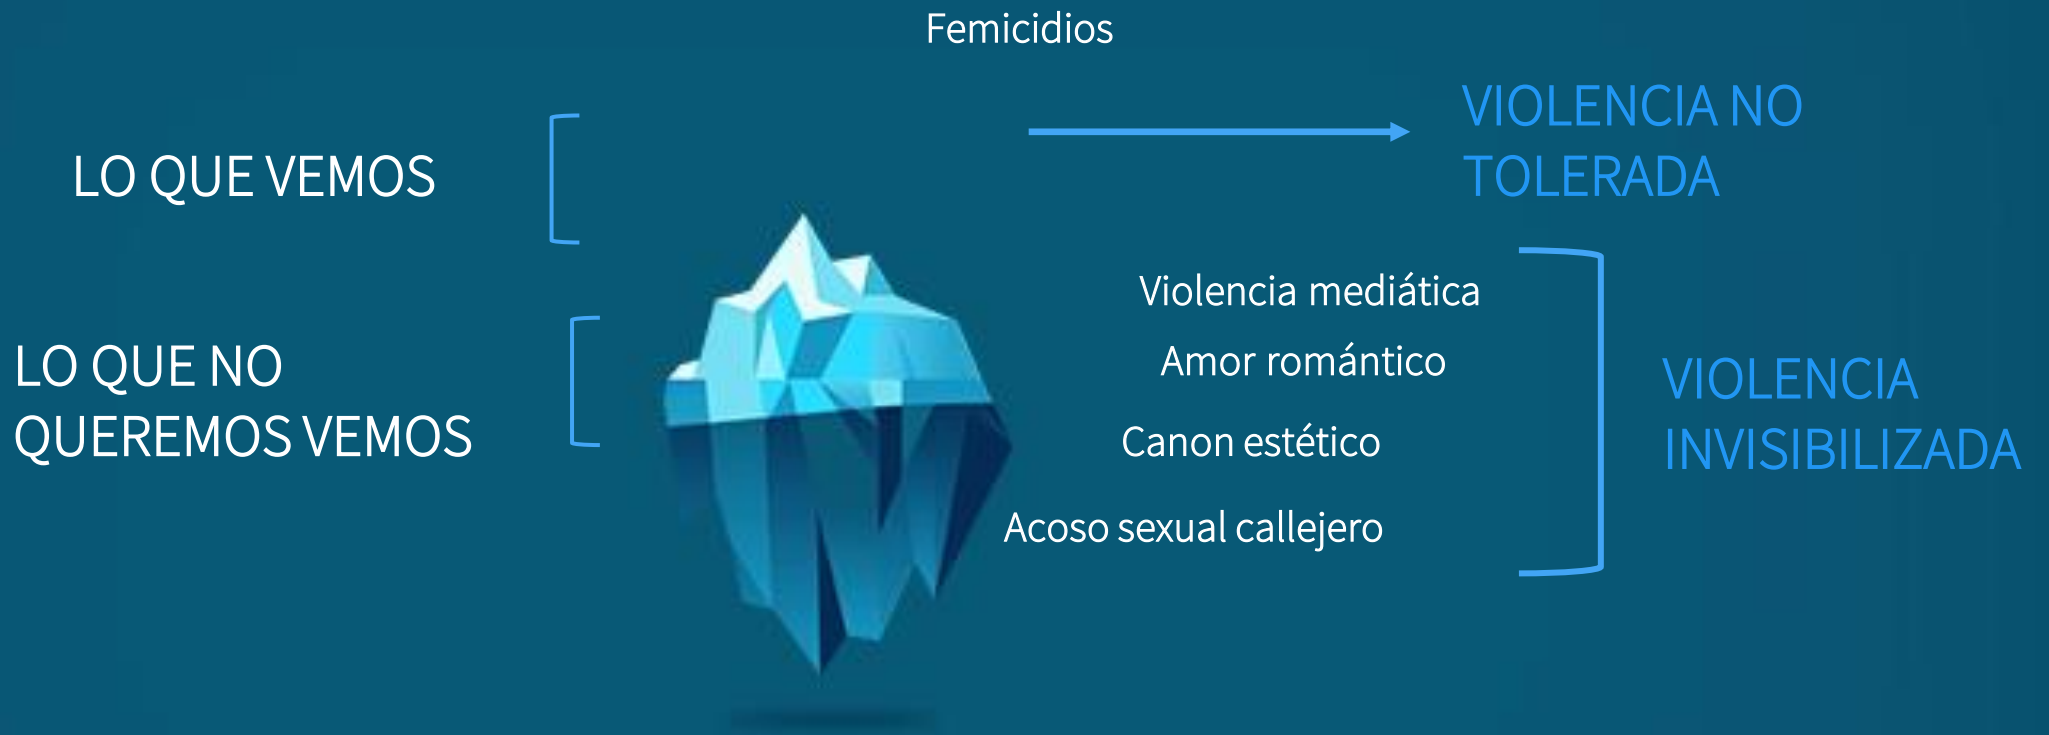 Femicidios
LO QUE VEMOS
VIOLENCIA NO
TOLERADA
Violencia mediática
Amor romántico
Canon estético
Acoso sexual callejero
LO QUE NO
QUEREMOS VEMOS
VIOLENCIA
INVISIBILIZADA